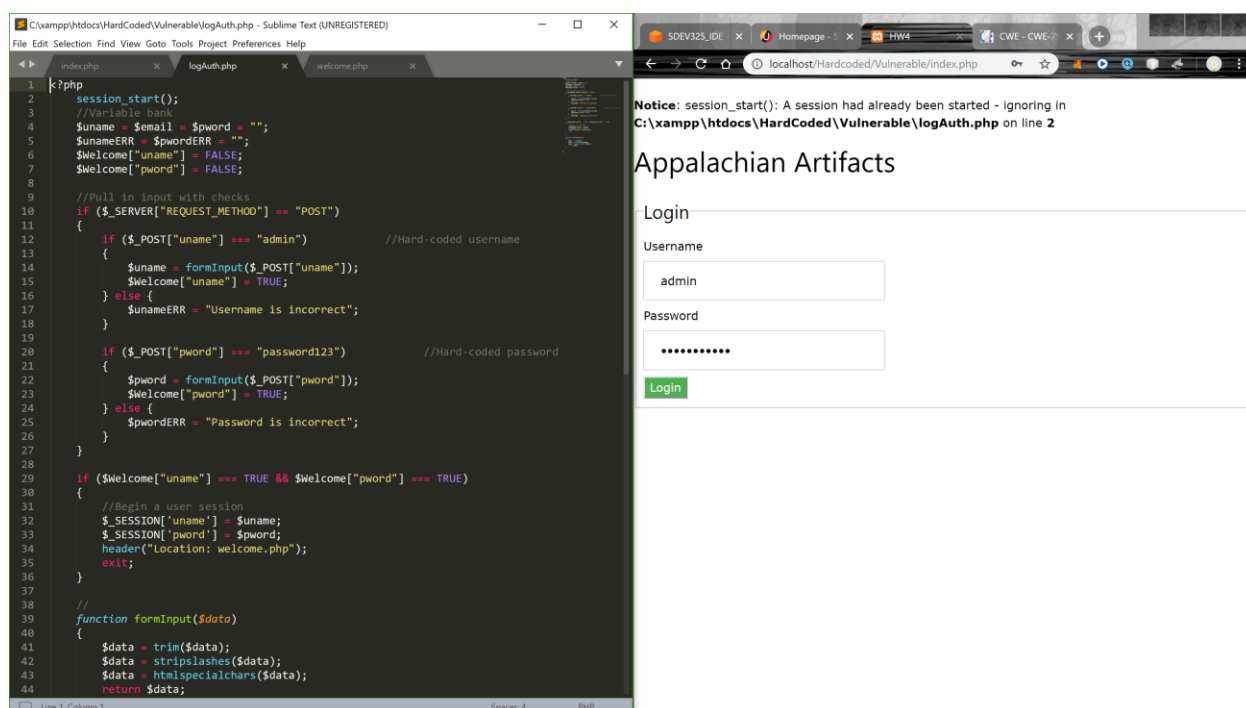 C:\xampp\htdocs\HardCoded\Vulnerable\logAuth.php - Sublime Text (UNREGISTERED)
File Edit Selection Find View Goto Tools Project Preferences Help
index.php × logAuth.php × welcome.php ×
1 <?php
2 session_start();
3 //Variable bank
4 $uname = $email = $pword = "";
5 $unameERR = $pwordERR = "";
6 $Welcome["uname"] = FALSE;
7 $Welcome["pword"] = FALSE;
8
9 //Pull in input with checks
10 if ($_SERVER["REQUEST_METHOD"] == "POST")
11 {
12 if ($_POST["uname"] === "admin") //Hard-coded username
13 {
14 $uname = formInput($_POST["uname"]);
15 $Welcome["uname"] = TRUE;
16 } else {
17 $unameERR = "Username is incorrect";
18 }
19
20 if ($_POST["pword"] === "password123") //Hard-coded password
21 {
22 $pword = formInput($_POST["pword"]);
23 $Welcome["pword"] = TRUE;
24 } else {
25 $pwordERR = "Password is incorrect";
26 }
27 }
28
29 if ($Welcome["uname"] === TRUE && $Welcome["pword"] === TRUE)
30 {
31 //Begin a user session
32 $_SESSION['uname'] = $uname;
33 $_SESSION['pword'] = $pword;
34 header("Location: welcome.php");
35 exit;
36 }
37
38 //
39 function formInput($data)
40 {
41 $data = trim($data);
42 $data = stripslashes($data);
43 $data = htmlspecialchars($data);
44 return $data;
Line 1, Column 1 Spaces: 4 PHP
SDEV325_IDE × Homepage - S × HW4 × CWE - CWE-7 ×
localhost/Hardcoded/Vulnerable/index.php
Notice: session_start(): A session had already been started - ignoring in
C:\xampp\htdocs\HardCoded\Vulnerable\logAuth.php on line 2
Appalachian Artifacts
Login
Username
admin
Password
•••••••••••
Login